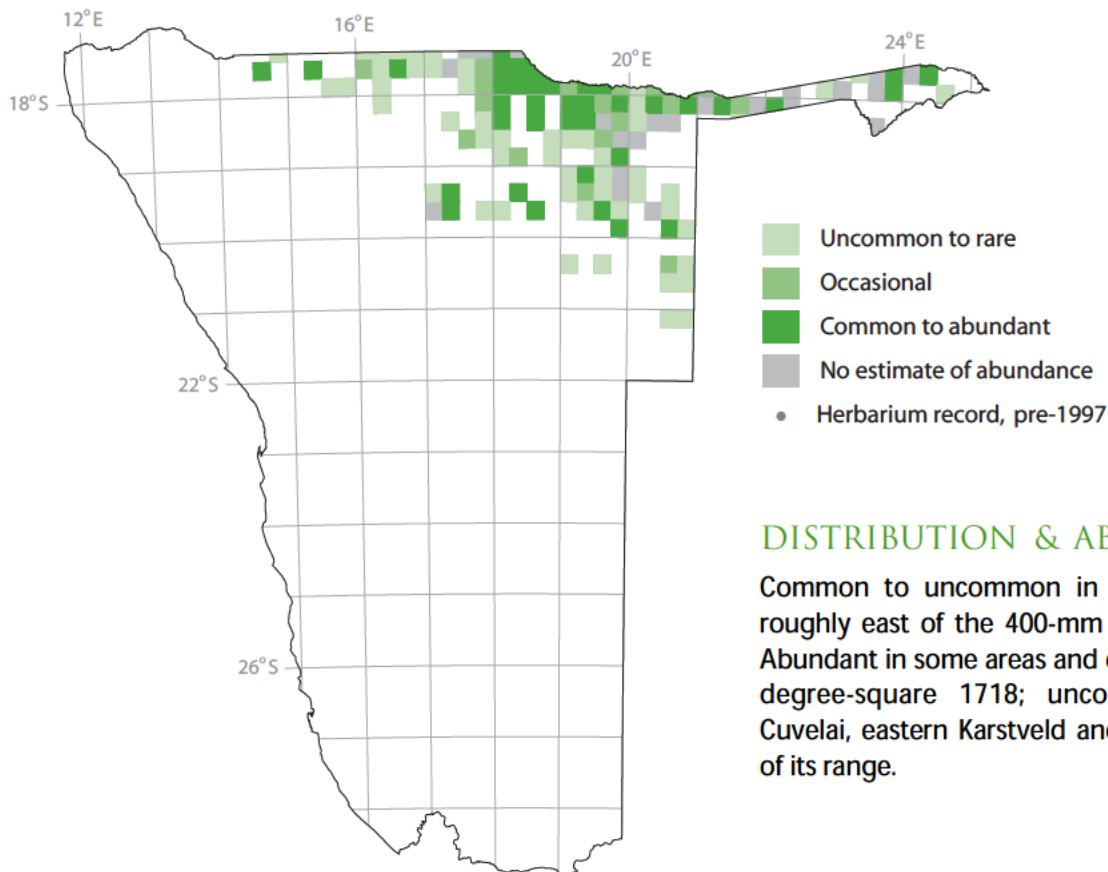 12°E
16°E
20°E
24°E
18°S
22°S
26°S
Uncommon to rare
Occasional
Common to abundant
No estimate of abundance
Herbarium record, pre-1997
DISTRIBUTION & AB
Common to uncommon in
roughly east of the 400-mm
Abundant in some areas and
degree-square 1718; unco
Cuvelai, eastern Karstveld and
of its range.